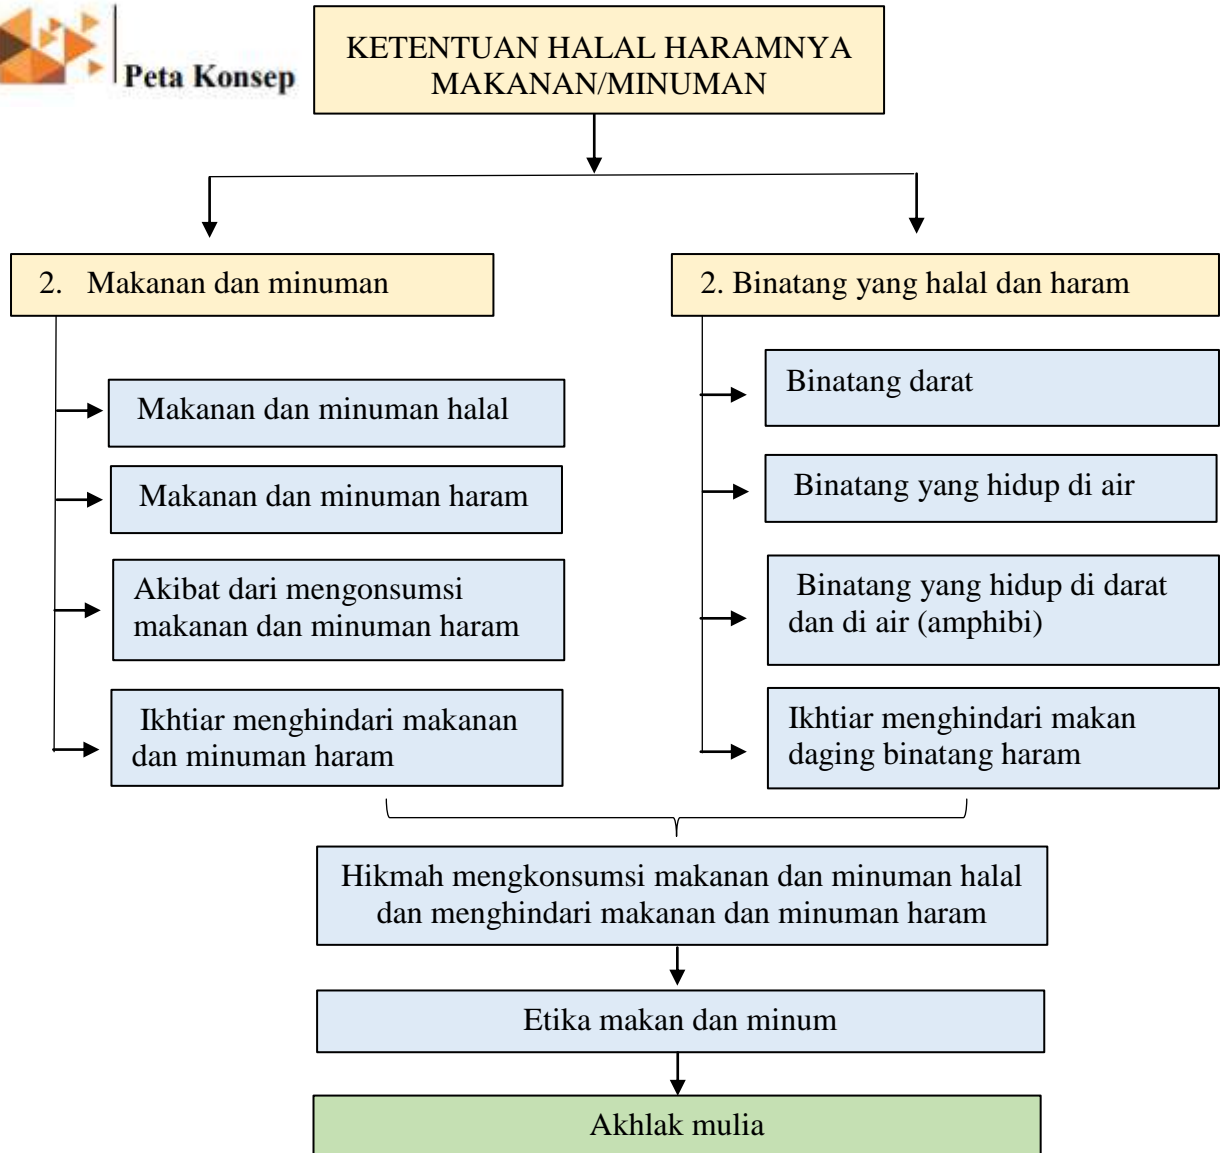 Peta Konsep
KETENTUAN HALAL HARAMNYA
MAKANAN/MINUMAN
2. Makanan dan minuman
Makanan dan minuman halal
Makanan dan minuman haram
Akibat dari mengonsumsi
makanan dan minuman haram
Ikhtiar menghindari makanan
dan minuman haram
2. Binatang yang halal dan haram
Binatang darat
Binatang yang hidup di air
Binatang yang hidup di darat
dan di air (amphibi)
Ikhtiar menghindari makan
daging binatang haram
Hikmah mengkonsumsi makanan dan minuman halal
dan menghindari makanan dan minuman haram
Etika makan dan minum
Akhlak mulia